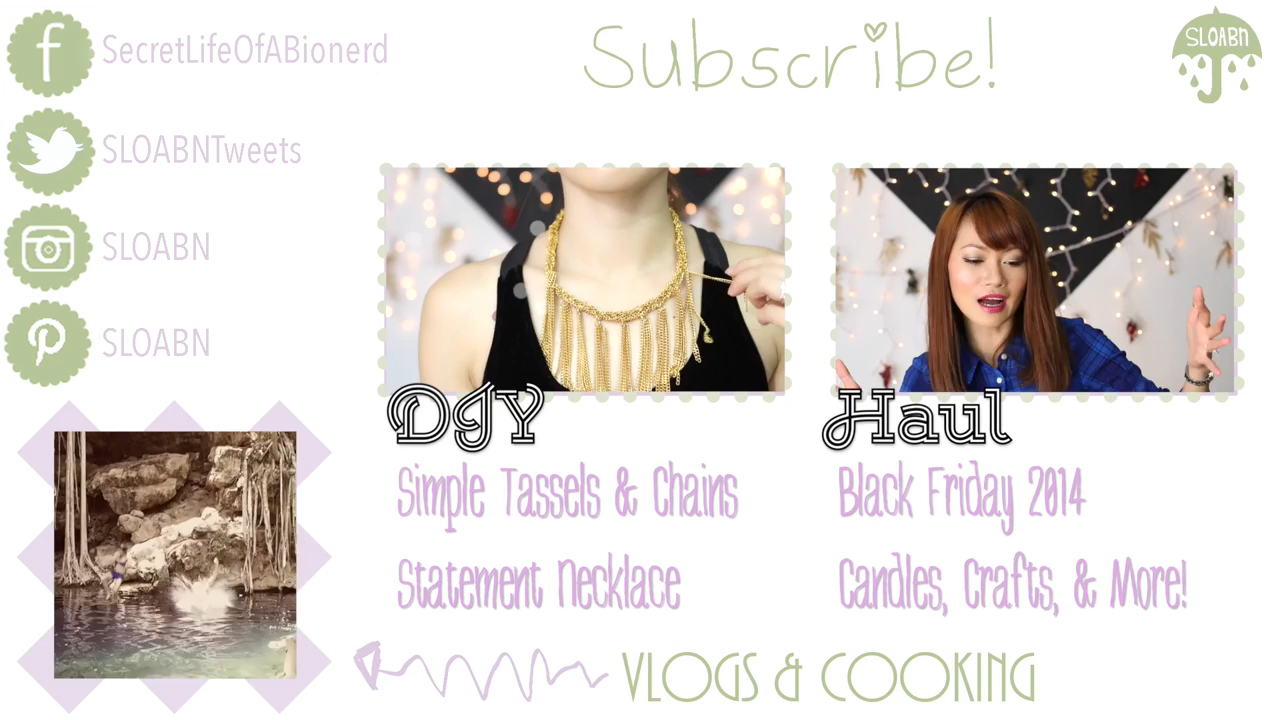 SecretLifeOfABionerd
Subscribe!
SLOABN
SLOABNTweets
SLOABN
SLOABN
DIY
Simple Tassels & Chains
Statement Necklace
Haul
Black Friday 2014
Candles, Crafts, & More!
VLOGS & COOKING